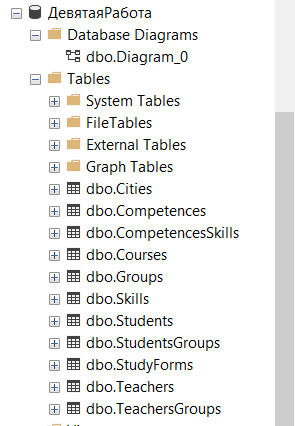 ДевятаяРабота
Database Diagrams
dbo.Diagram_0
Tables
System Tables
FileTables
External Tables
Graph Tables
dbo.Cities
dbo.Competences
dbo.CompetencesSkills
dbo.Courses
dbo.Groups
dbo.Skills
dbo.Students
dbo.StudentsGroups
dbo.StudyForms
dbo.Teachers
dbo.TeachersGroups